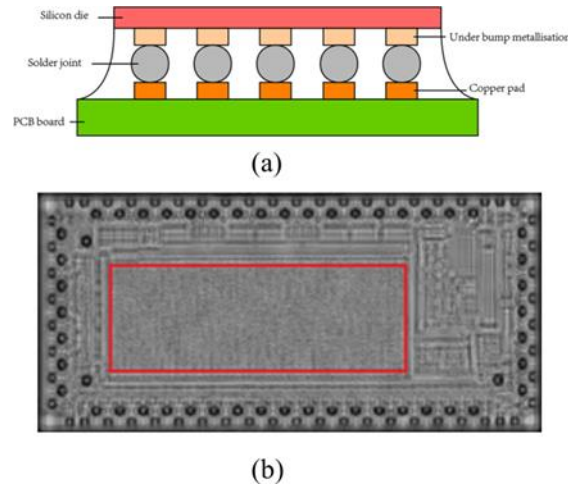 Silicon die
Under bump metallisation
Solder joint
Copper pad
PCB board
(a)
(b)